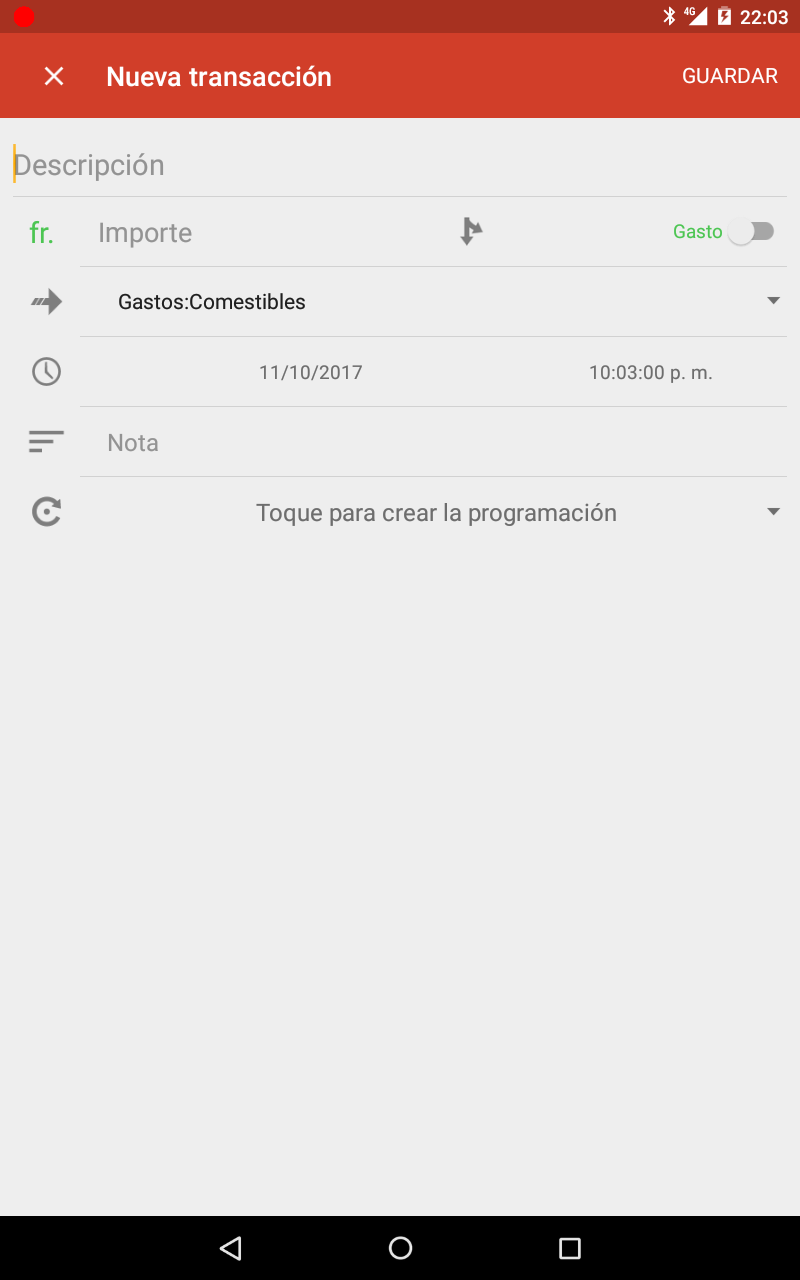 4G 22:03
Nueva transacción GUARDAR
Descripción
fr. Importe Gasto
Gastos:Comestibles
11/10/2017 10:03:00 p. m.
Nota
Toque para crear la programación